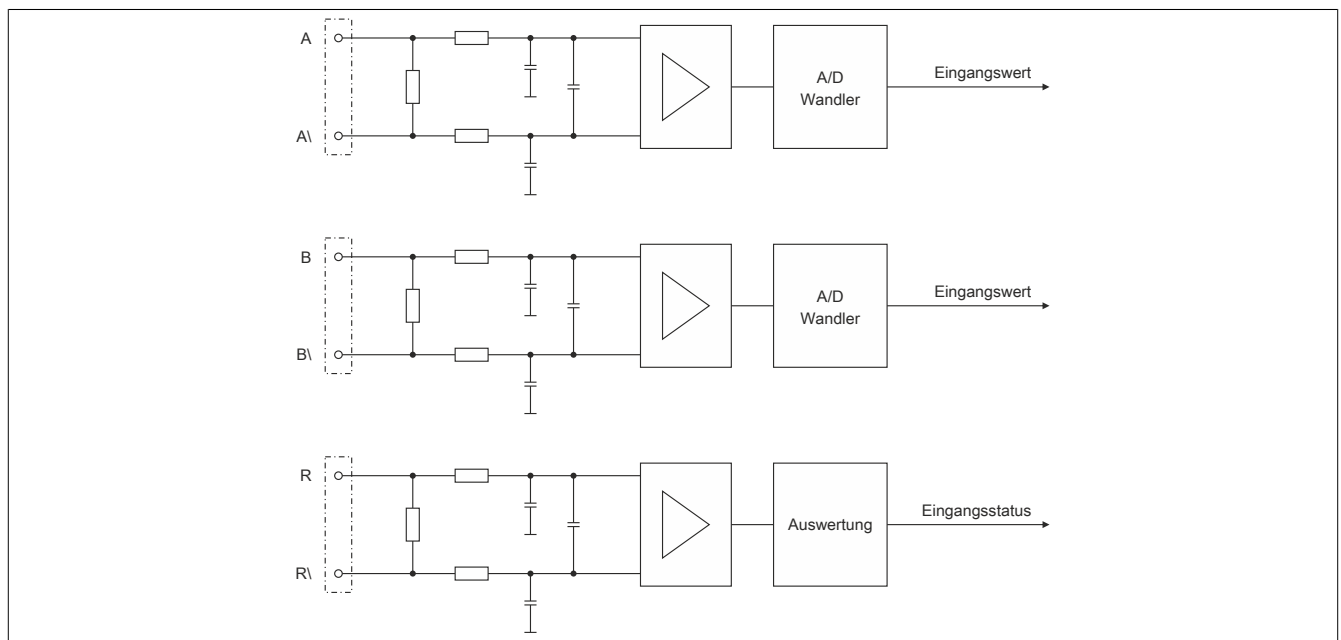 A
A\
A/D
Wandler
Eingangswert
B
B\
A/D
Wandler
Eingangswert
R
R\
Auswertung
Eingangsstatus